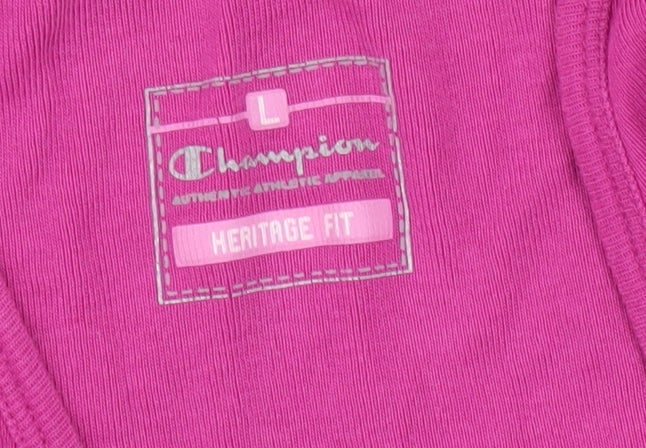 L
Champion
AUTHENTIC ATHLETIC APPAREL
HERITAGE FIT